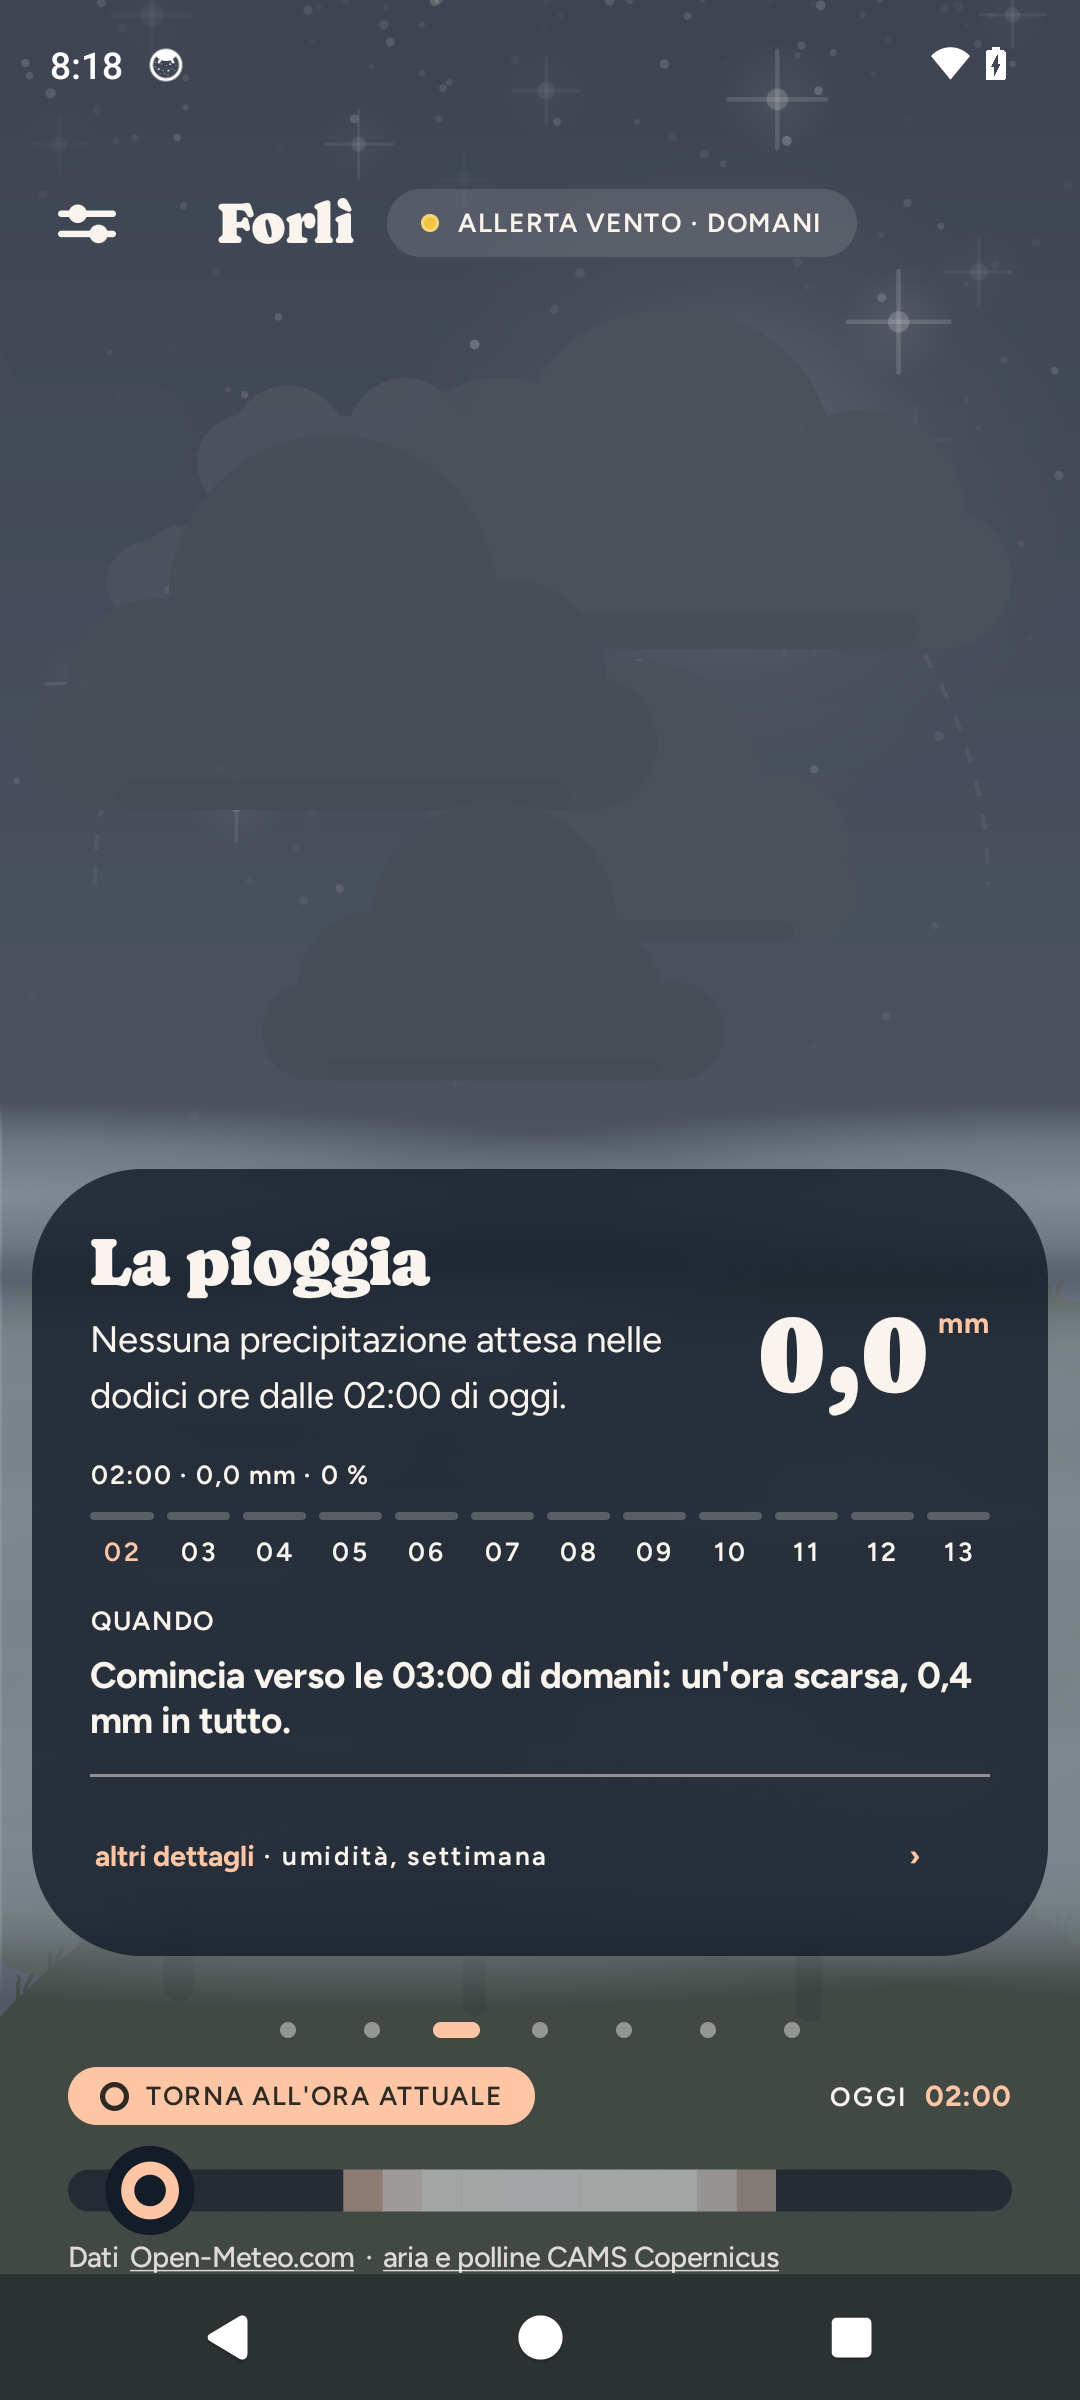 8:18
Forlì
ALLERTA VENTO · DOMANI
La pioggia
Nessuna precipitazione attesa nelle
dodici ore dalle 02:00 di oggi.
0,0 mm
02:00 · 0,0 mm · 0 %
02 03 04 05 06 07 08 09 10 11 12 13
QUANDO
Comincia verso le 03:00 di domani: un'ora scarsa, 0,4
mm in tutto.
altri dettagli · umidità, settimana ›
TORNA ALL'ORA ATTUALE
OGGI 02:00
Dati Open-Meteo.com · aria e polline CAMS Copernicus